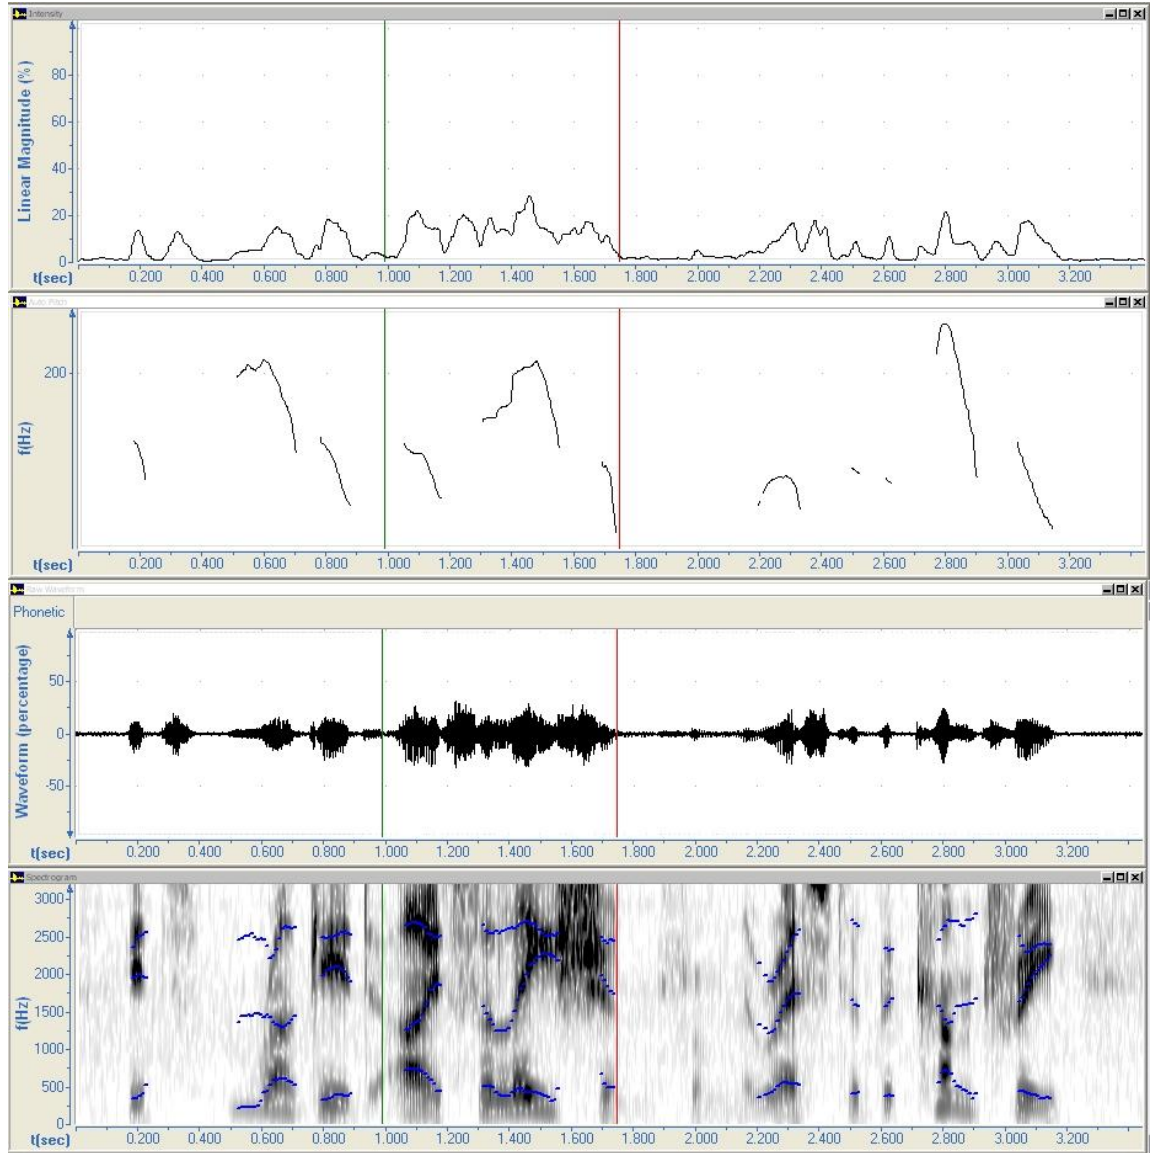 Intensity
Linear Magnitude (%)
80
60
40
20
0
t(sec) 0.200 0.400 0.600 0.800 1.000 1.200 1.400 1.600 1.800 2.000 2.200 2.400 2.600 2.800 3.000 3.200
Auto Pitch
f(Hz)
200
t(sec) 0.200 0.400 0.600 0.800 1.000 1.200 1.400 1.600 1.800 2.000 2.200 2.400 2.600 2.800 3.000 3.200
Raw Waveform
Phonetic
Waveform (percentage)
50
0
-50
t(sec) 0.200 0.400 0.600 0.800 1.000 1.200 1.400 1.600 1.800 2.000 2.200 2.400 2.600 2.800 3.000 3.200
Spectrogram
f(Hz)
3000
2500
2000
1500
1000
500
0
t(sec) 0.200 0.400 0.600 0.800 1.000 1.200 1.400 1.600 1.800 2.000 2.200 2.400 2.600 2.800 3.000 3.200